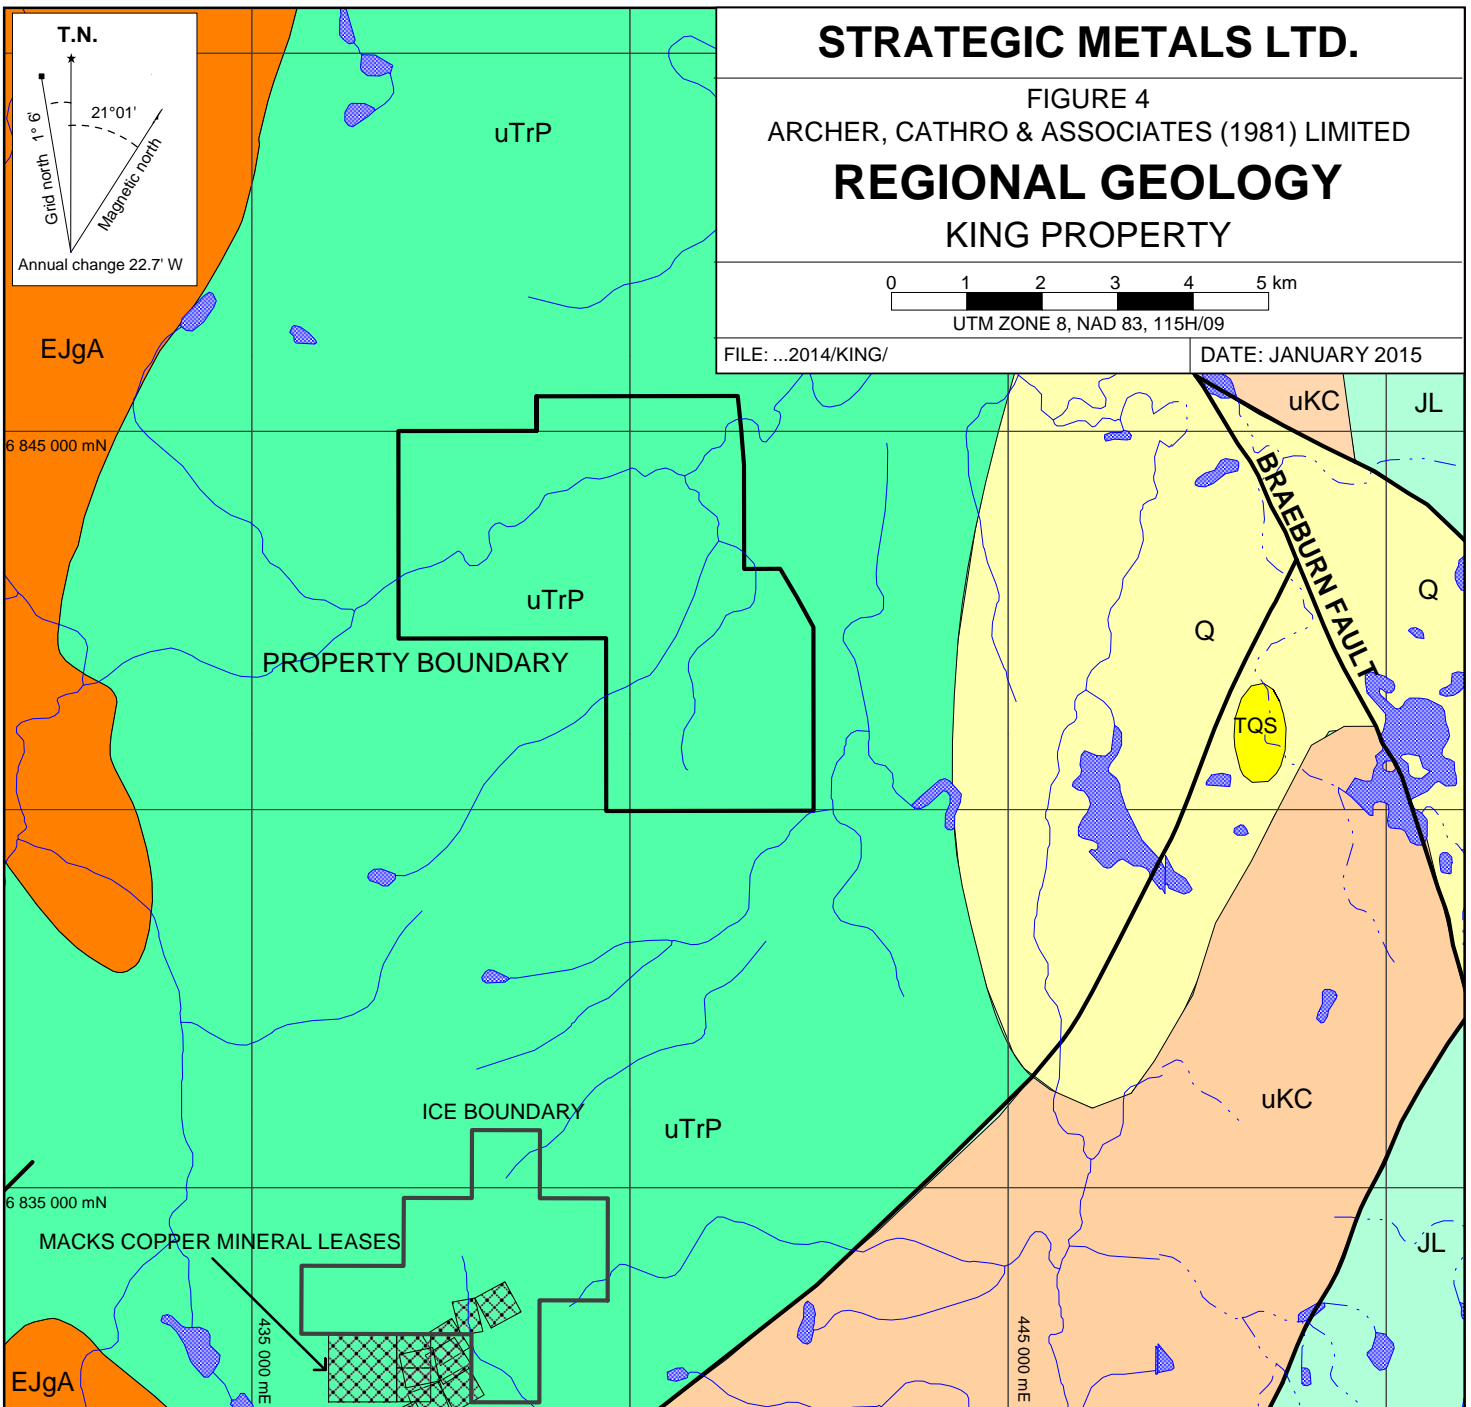 T.N.
21°01'
Grid north 1° 6'
Magnetic north
Annual change 22.7' W
STRATEGIC METALS LTD.
FIGURE 4
ARCHER, CATHRO & ASSOCIATES (1981) LIMITED
REGIONAL GEOLOGY
KING PROPERTY
0 1 2 3 4 5 km
UTM ZONE 8, NAD 83, 115H/09
FILE: ...2014/KING/
DATE: JANUARY 2015
uTrP
EJgA
uKC
JL
6 845 000 mN
BRAEBURN FAULT
Q
uTrP
Q
PROPERTY BOUNDARY
TQS
uKC
ICE BOUNDARY
uTrP
6 835 000 mN
MACKS COPPER MINERAL LEASES
JL
435 000 mE
445 000 mE
EJgA